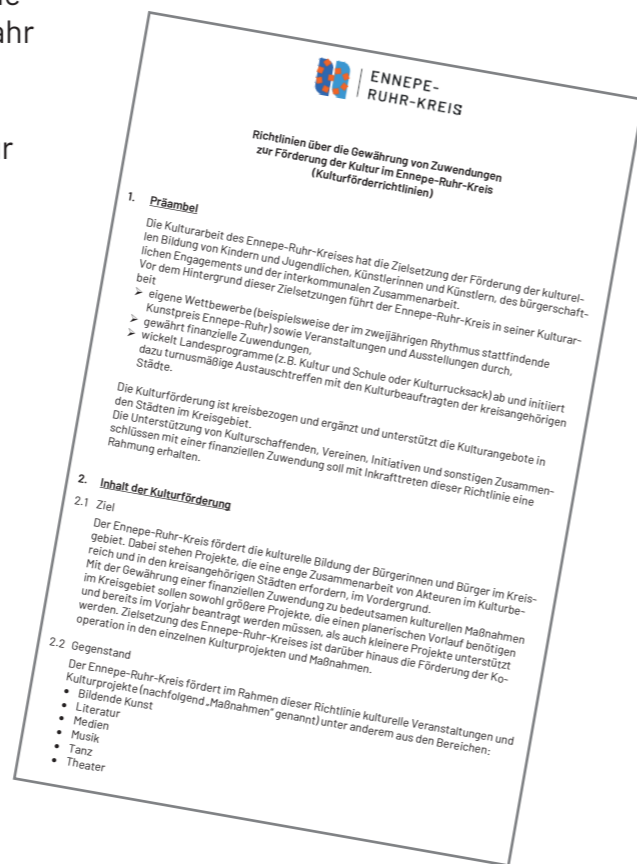 ahr
ENNEPE-
RUHR-KREIS
Richtlinien über die Gewährung von Zuwendungen
zur Förderung der Kultur im Ennepe-Ruhr-Kreis
(Kulturförderrichtlinien)
1. Präambel
Die Kulturarbeit des Ennepe-Ruhr-Kreises hat die Zielsetzung der Förderung der kulturel-
len Bildung von Kindern und Jugendlichen, Künstlerinnen und Künstlern, des bürgerschaft-
lichen Engagements und der interkommunalen Zusammenarbeit.
Vor dem Hintergrund dieser Zielsetzungen führt der Ennepe-Ruhr-Kreis in seiner Kulturar-
beit
➢ eigene Wettbewerbe (beispielsweise der im zweijährigen Rhythmus stattfindende
Kunstpreis Ennepe-Ruhr) sowie Veranstaltungen und Ausstellungen durch,
➢ gewährt finanzielle Zuwendungen,
➢ wickelt Landesprogramme (z.B. Kultur und Schule oder Kulturrucksack) ab und initiiert
dazu turnusmäßige Austauschtreffen mit den Kulturbeauftragten der kreisangehörigen
Städte.
Die Kulturförderung ist kreisbezogen und ergänzt und unterstützt die Kulturangebote in
den Städten im Kreisgebiet.
Die Unterstützung von Kulturschaffenden, Vereinen, Initiativen und sonstigen Zusammen-
schlüssen mit einer finanziellen Zuwendung soll mit Inkrafttreten dieser Richtlinie eine
Rahmung erhalten.
2. Inhalt der Kulturförderung
2.1 Ziel
Der Ennepe-Ruhr-Kreis fördert die kulturelle Bildung der Bürgerinnen und Bürger im Kreis-
gebiet. Dabei stehen Projekte, die eine enge Zusammenarbeit von Akteuren im Kulturbe-
reich und in den kreisangehörigen Städten erfordern, im Vordergrund.
Mit der Gewährung einer finanziellen Zuwendung zu bedeutsamen kulturellen Maßnahmen
im Kreisgebiet sollen sowohl größere Projekte, die einen planerischen Vorlauf benötigen
und bereits im Vorjahr beantragt werden müssen, als auch kleinere Projekte unterstützt
werden. Zielsetzung des Ennepe-Ruhr-Kreises ist darüber hinaus die Förderung der Ko-
operation in den einzelnen Kulturprojekten und Maßnahmen.
2.2 Gegenstand
Der Ennepe-Ruhr-Kreis fördert im Rahmen dieser Richtlinie kulturelle Veranstaltungen und
Kulturprojekte (nachfolgend „Maßnahmen" genannt) unter anderem aus den Bereichen:
• Bildende Kunst
• Literatur
• Medien
• Musik
• Tanz
• Theater